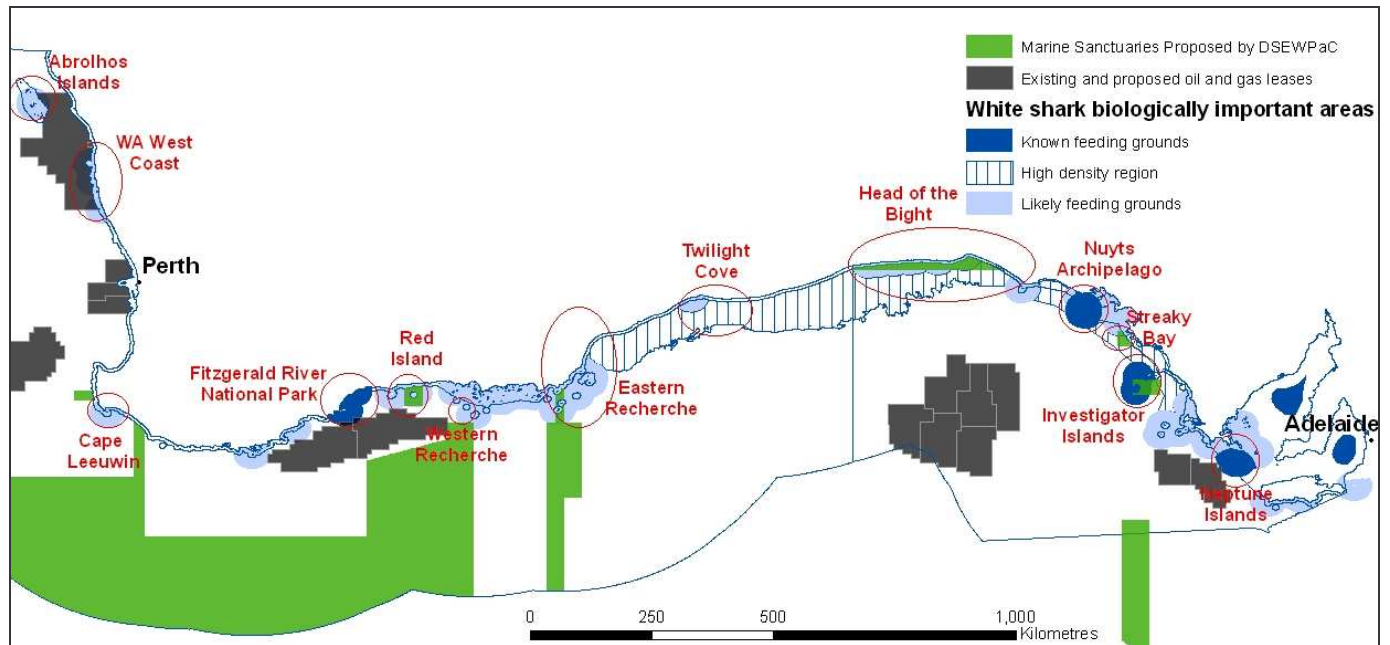 Abrolhos
Islands
WA West
Coast
Perth
Cape
Leeuwin
Fitzgerald River
National Park
Red
Island
Western
Recherche
Eastern
Recherche
Twilight
Cove
Head of the
Bight
Nuyts
Archipelago
Streaky
Bay
Investigator
Islands
Adelaide
Neptune
Islands
Marine Sanctuaries Proposed by DSEWPaC
Existing and proposed oil and gas leases
White shark biologically important areas
Known feeding grounds
High density region
Likely feeding grounds
0 250 500 1,000
Kilometres